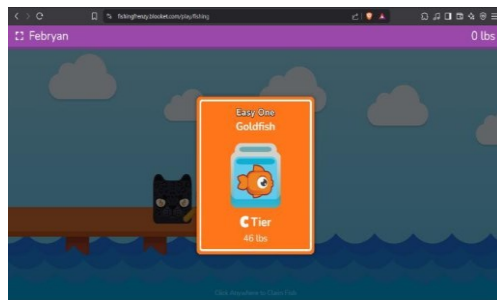 fishingfrenzy.blooket.com/play/fishing
Febryan
0 lbs
Easy One
Goldfish
C Tier
46 lbs
Click Anywhere to Claim Fish